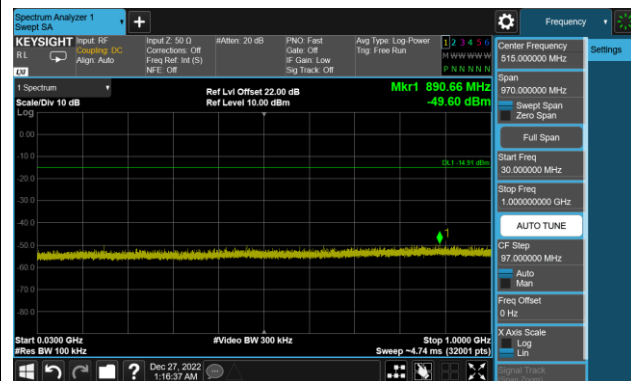 Spectrum Analyzer 1
Swept SA
Frequency
KEYSIGHT
RL
LXI
Input: RF
Coupling: DC
Align: Auto
Input Z: 50 Ω
Corrections: Off
Freq Ref: Int (S)
NFE: Off
#Atten: 20 dB
PNO: Fast
Gate: Off
IF Gain: Low
Sig Track: Off
Avg Type: Log-Power
Trig: Free Run
1 2 3 4 5 6
M W W W W W
P N N N N N
1 Spectrum
Scale/Div 10 dB
Log
Ref Lvl Offset 22.00 dB
Ref Level 10.00 dBm
Mkr1 890.66 MHz
-49.60 dBm
0.00
-10.0
DL1 -14.91 dBm
-20.0
-30.0
-40.0
1
-50.0
-60.0
-70.0
-80.0
Start 0.0300 GHz
#Res BW 100 kHz
#Video BW 300 kHz
Stop 1.0000 GHz
Sweep ~4.74 ms (32001 pts)
Dec 27, 2022
1:16:37 AM
Center Frequency
515.000000 MHz
Settings
Span
970.000000 MHz
Swept Span
Zero Span
Full Span
Start Freq
30.000000 MHz
Stop Freq
1.000000000 GHz
AUTO TUNE
CF Step
97.000000 MHz
Auto
Man
Freq Offset
0 Hz
X Axis Scale
Log
Lin
Signal Track
(Span Zoom)